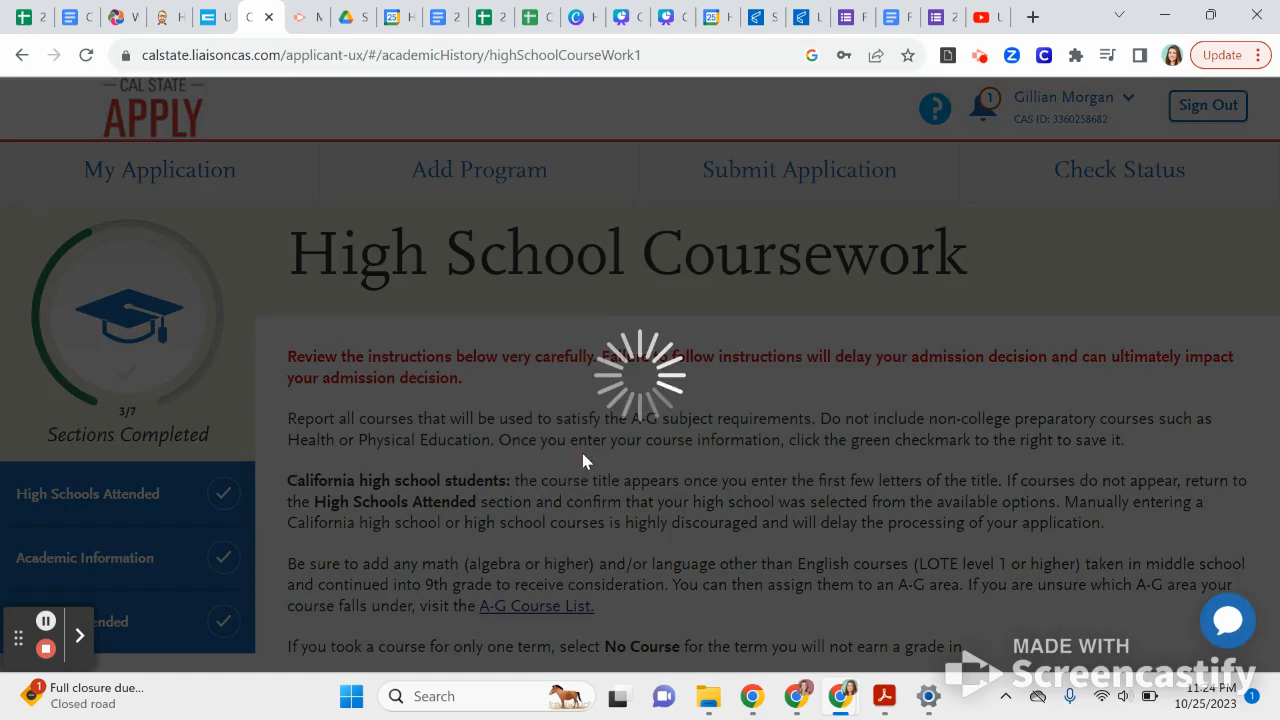 2
2
C
W
H
U
C
M
S
2
2
2
C
H
C
C
2
L
L
F
F
2
L
calstate.liaisoncas.com/applicant-ux/#/academicHistory/highSchoolCourseWork1
Update
CAL STATE
APPLY
?
1
Gillian Morgan
CAS ID: 3360258682
Sign Out
My Application
Add Program
Submit Application
Check Status
High School Coursework
3/7
Sections Completed
High Schools Attended
Academic Information
ended
Review the instructions below very carefully. Failure to follow instructions will delay your admission decision and can ultimately impact
your admission decision.
Report all courses that will be used to satisfy the A-G subject requirements. Do not include non-college preparatory courses such as
Health or Physical Education. Once you enter your course information, click the green checkmark to the right to save it.
California high school students: the course title appears once you enter the first few letters of the title. If courses do not appear, return to
the High Schools Attended section and confirm that your high school was selected from the available options. Manually entering a
California high school or high school courses is highly discouraged and will delay the processing of your application.
Be sure to add any math (algebra or higher) and/or language other than English courses (LOTE level 1 or higher) taken in middle school
and continued into 9th grade to receive consideration. You can then assign them to an A-G area. If you are unsure which A-G area your
course falls under, visit the A-G Course List.
If you took a course for only one term, select No Course for the term you will not earn a grade in.
MADE WITH
Screencastify
1
Full closure due...
Closed road
Search
11:24 PM
10/25/2023
1